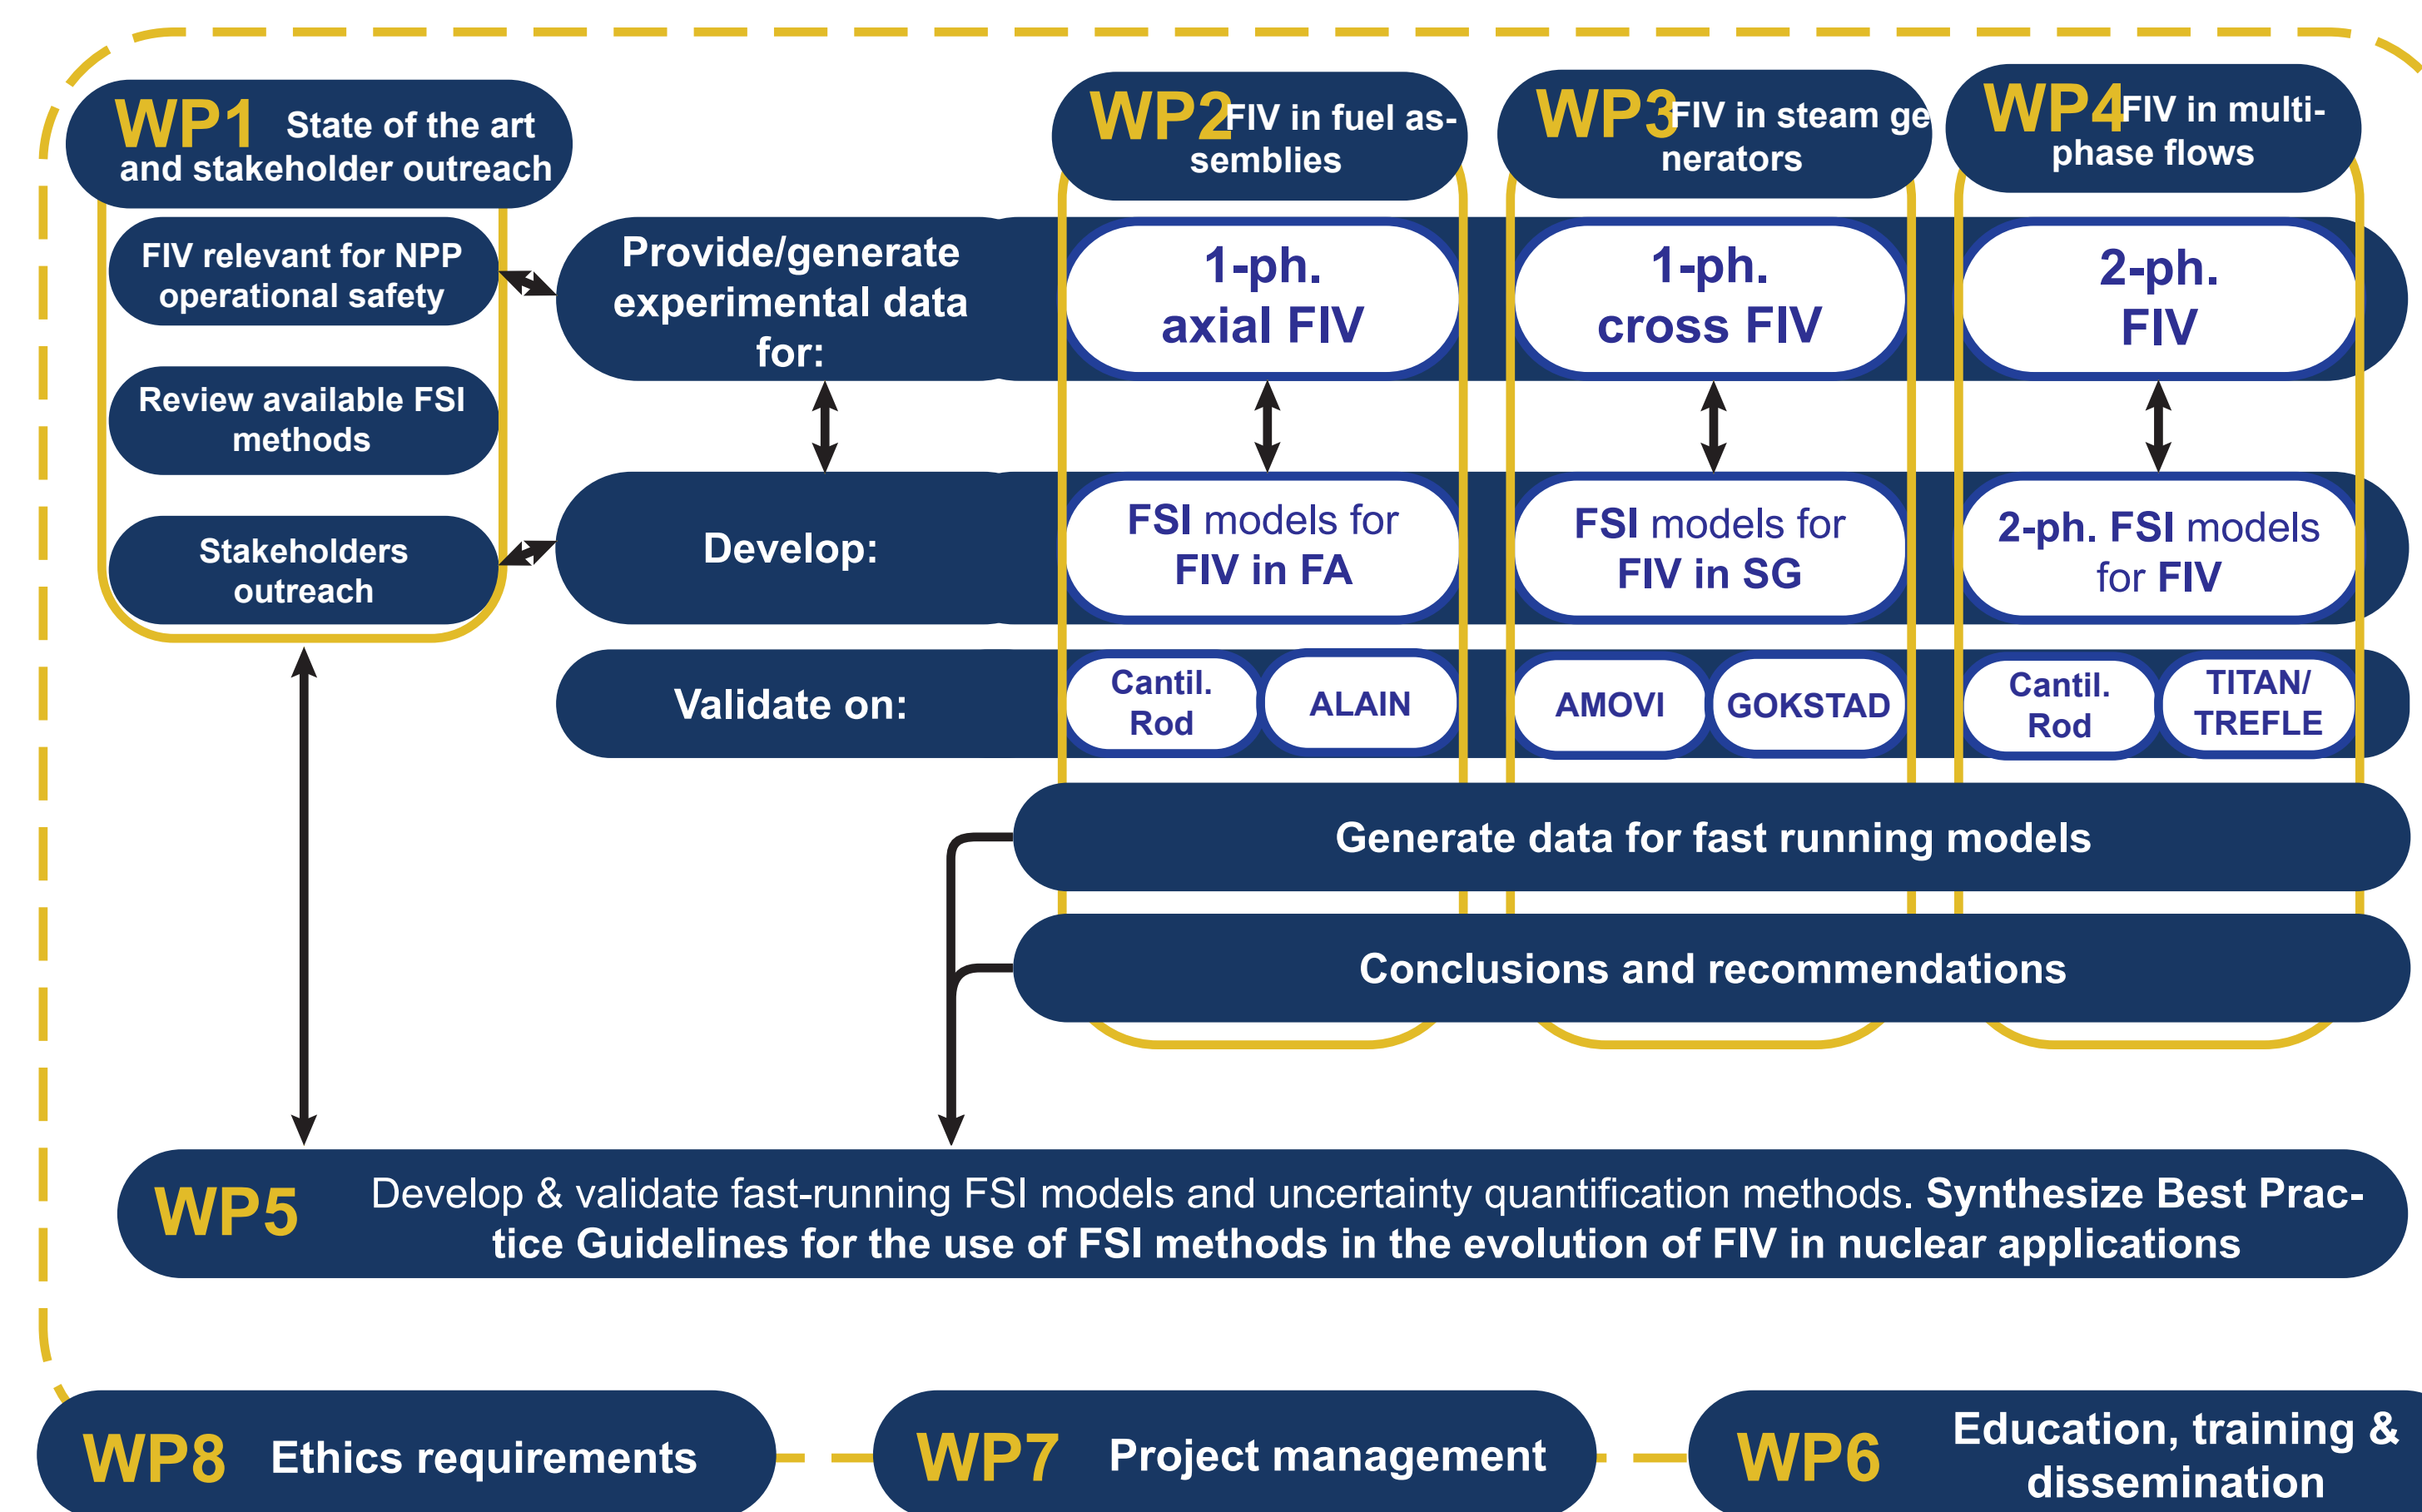 WP1 State of the art
and stakeholder outreach
FIV relevant for NPP
operational safety
Review available FSI
methods
Stakeholders
outreach
WP2 FIV in fuel as-
semblies
WP3 FIV in steam ge
nerators
WP4 FIV in multi-
phase flows
Provide/generate
experimental data
for:
1-ph.
axial FIV
1-ph.
cross FIV
2-ph.
FIV
Develop:
FSI models for
FIV in FA
FSI models for
FIV in SG
2-ph. FSI models
for FIV
Validate on:
Cantil.
Rod
ALAIN
AMOVI
GOKSTAD
Cantil.
Rod
TITAN/
TREFLE
Generate data for fast running models
Conclusions and recommendations
WP5 Develop & validate fast-running FSI models and uncertainty quantification methods. Synthesize Best Prac-
tice Guidelines for the use of FSI methods in the evolution of FIV in nuclear applications
WP8 Ethics requirements
WP7 Project management
WP6 Education, training &
dissemination